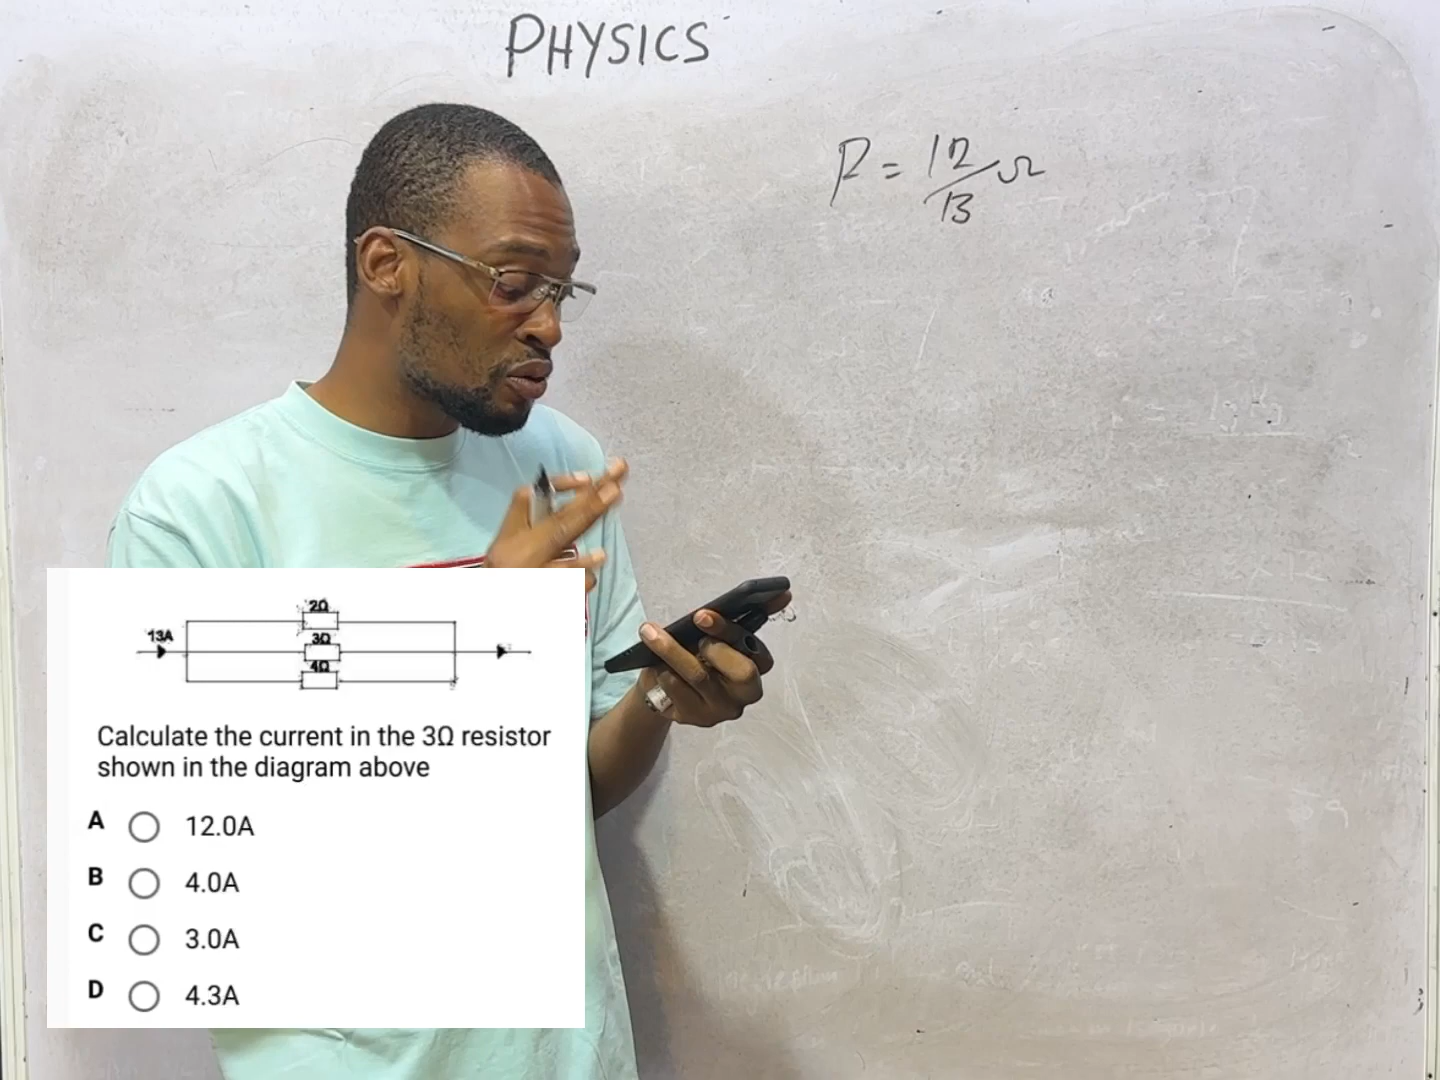 PHYSICS
R = 12/13 Ω
2Ω
13A
3Ω
4Ω
Calculate the current in the 3Ω resistor
shown in the diagram above
A 12.0A
B 4.0A
C 3.0A
D 4.3A